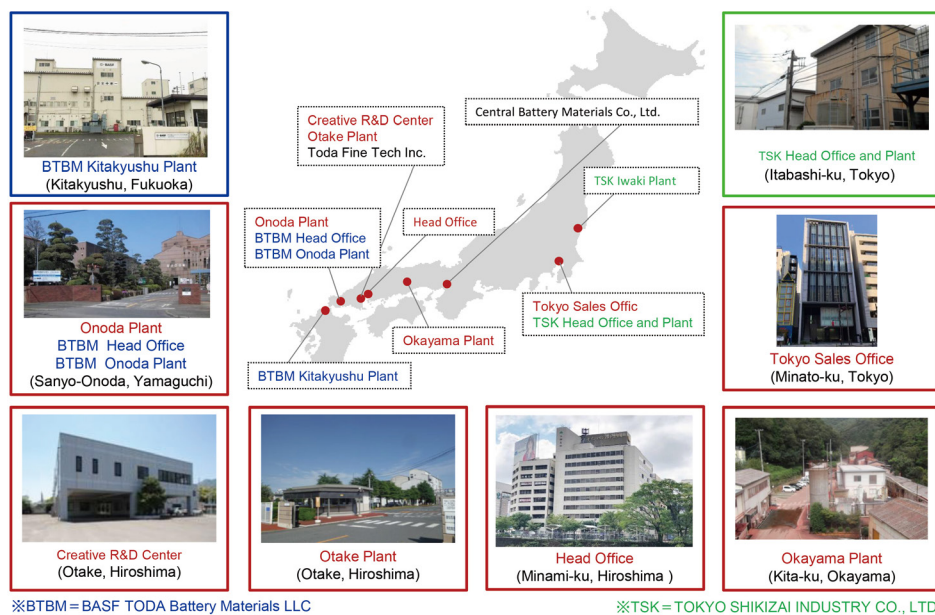 BASF
BTBM Kitakyushu Plant
(Kitakyushu, Fukuoka)
Creative R&D Center
Otake Plant
Toda Fine Tech Inc.
Central Battery Materials Co., Ltd.
TSK Head Office and Plant
(Itabashi-ku, Tokyo)
TSK Iwaki Plant
Onoda Plant
BTBM Head Office
BTBM Onoda Plant
Head Office
Onoda Plant
BTBM Head Office
BTBM Onoda Plant
(Sanyo-Onoda, Yamaguchi)
Tokyo Sales Offic
TSK Head Office and Plant
Okayama Plant
BTBM Kitakyushu Plant
Tokyo Sales Office
(Minato-ku, Tokyo)
Creative R&D Center
(Otake, Hiroshima)
Otake Plant
(Otake, Hiroshima)
Head Office
(Minami-ku, Hiroshima )
Okayama Plant
(Kita-ku, Okayama)
※BTBM=BASF TODA Battery Materials LLC
※TSK=TOKYO SHIKIZAI INDUSTRY CO., LTD